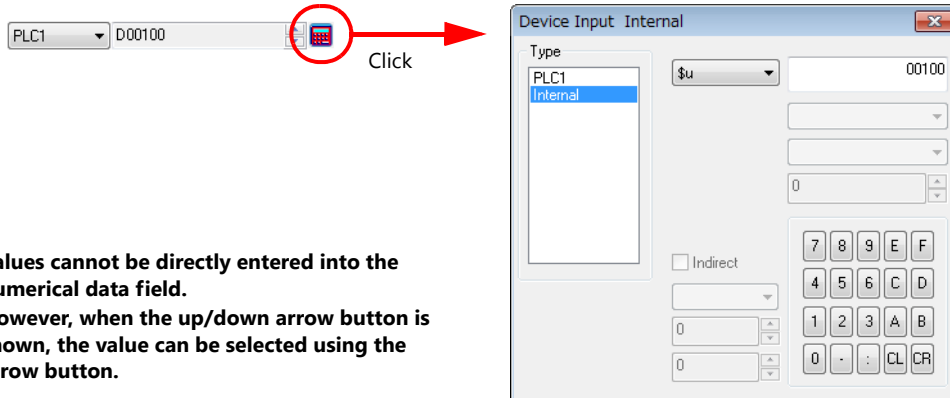 PLC1 D00100
Click
alues cannot be directly entered into the
umerical data field.
owever, when the up/down arrow button is
own, the value can be selected using the
row button.
Device Input Internal
Type
PLC1
Internal
$u 00100
0
Indirect
0
0
7 8 9 E F
4 5 6 C D
1 2 3 A B
0 - : CL CR